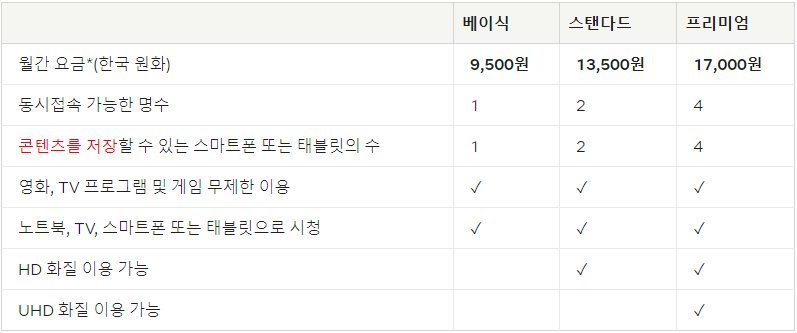 베이식 스탠다드 프리미엄
월간 요금*(한국 원화) 9,500원 13,500원 17,000원
동시접속 가능한 명수 1 2 4
콘텐츠를 저장할 수 있는 스마트폰 또는 태블릿의 수 1 2 4
영화, TV 프로그램 및 게임 무제한 이용 ✓ ✓ ✓
노트북, TV, 스마트폰 또는 태블릿으로 시청 ✓ ✓ ✓
HD 화질 이용 가능 ✓ ✓
UHD 화질 이용 가능 ✓